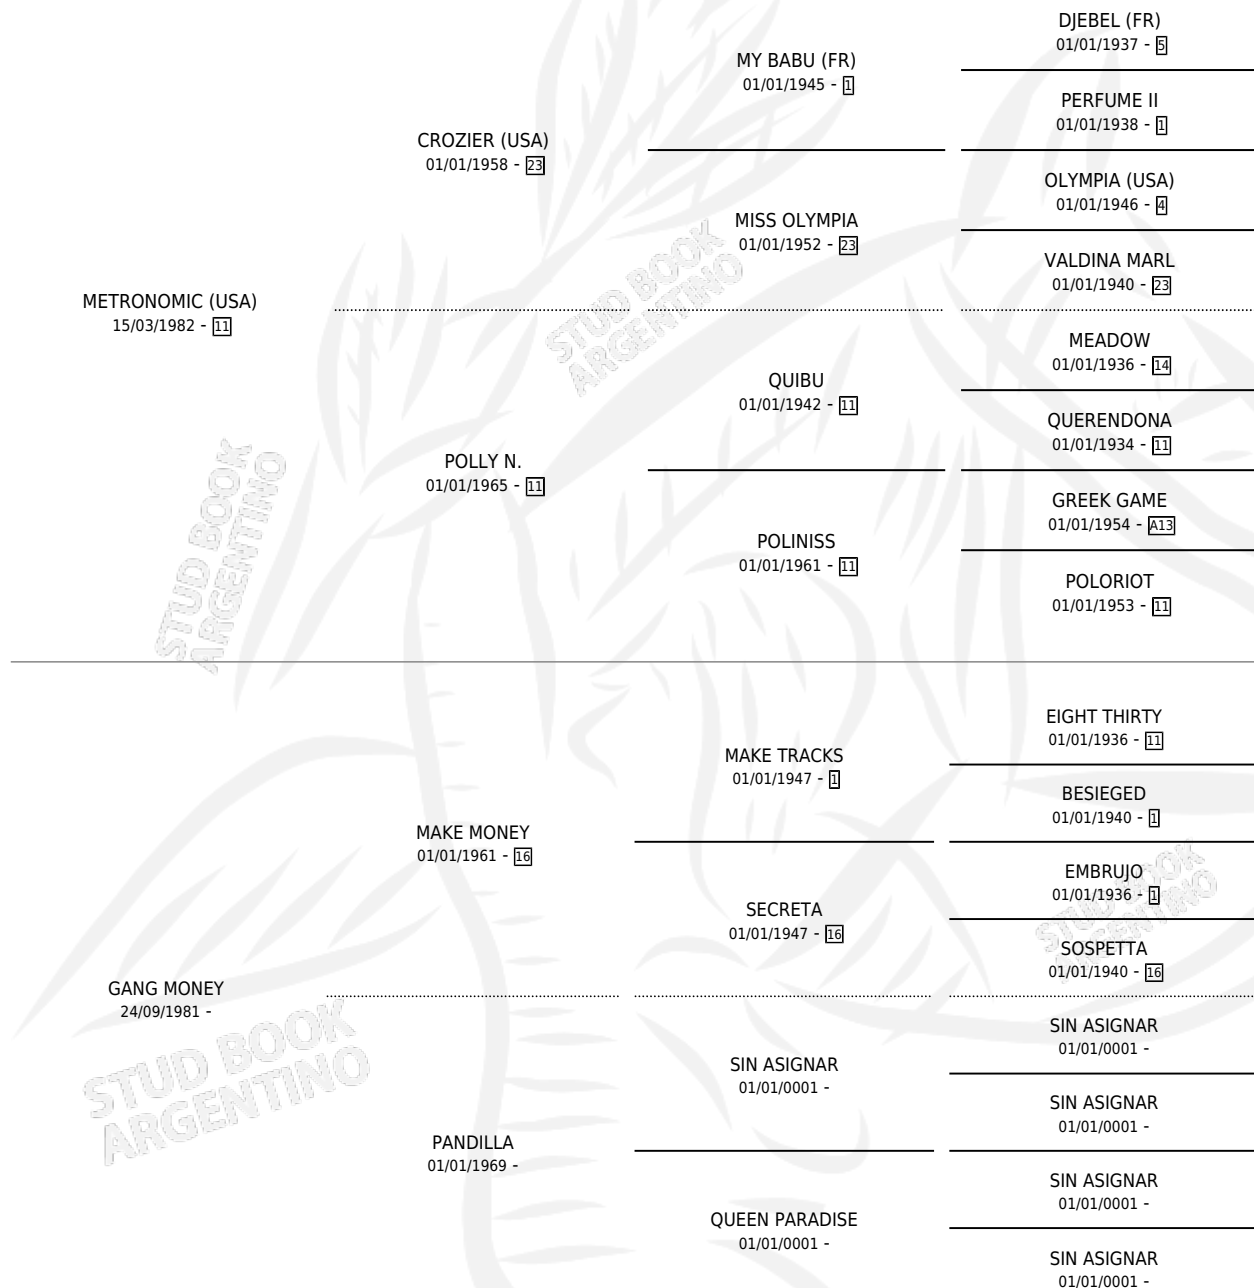 DJEBEL (FR)
01/01/1937 - 5
MY BABU (FR)
01/01/1945 - 1
PERFUME II
01/01/1938 - 1
CROZIER (USA)
01/01/1958 - 23
OLYMPIA (USA)
01/01/1946 - 4
MISS OLYMPIA
01/01/1952 - 23
VALDINA MARL
01/01/1940 - 23
METRONOMIC (USA)
15/03/1982 - 11
STUD BOOK
ARGENTINO
MEADOW
01/01/1936 - 14
QUIBU
01/01/1942 - 11
QUERENDONA
01/01/1934 - 11
POLLY N.
01/01/1965 - 11
GREEK GAME
01/01/1954 - A13
POLINISS
01/01/1961 - 11
POLORIOT
01/01/1953 - 11
STUD BOOK
ARGENTINO
EIGHT THIRTY
01/01/1936 - 11
MAKE TRACKS
01/01/1947 - 1
BESIEGED
01/01/1940 - 1
MAKE MONEY
01/01/1961 - 16
EMBRUJO
01/01/1936 - 1
SECRETA
01/01/1947 - 16
SOSPETTA
01/01/1940 - 16
STUD BOOK
ARGENTINO
GANG MONEY
24/09/1981 -
SIN ASIGNAR
01/01/0001 -
SIN ASIGNAR
01/01/0001 -
SIN ASIGNAR
01/01/0001 -
STUD BOOK
ARGENTINO
PANDILLA
01/01/1969 -
SIN ASIGNAR
01/01/0001 -
QUEEN PARADISE
01/01/0001 -
SIN ASIGNAR
01/01/0001 -